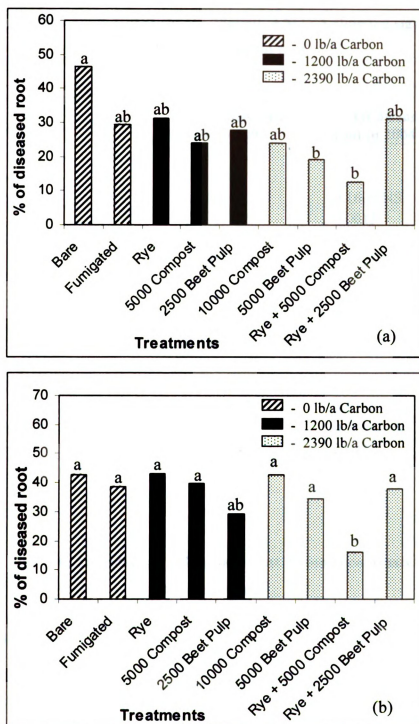 60
50
40
30
20
10
0
% of diseased root
- 0 lb/a Carbon
- 1200 lb/a Carbon
- 2390 lb/a Carbon
a
ab
ab
ab
ab
ab
b
b
ab
Bare
Fumigated
Rye
5000 Compost
2500 Beet Pulp
10000 Compost
5000 Beet Pulp
Rye + 5000 Compost
Rye + 2500 Beet Pulp
Treatments
(a)
70
60
50
40
30
20
10
0
% of diseased root
- 0 lb/a Carbon
- 1200 lb/a Carbon
- 2390 lb/a Carbon
a
a
a
a
ab
a
a
b
a
Bare
Fumigated
Rye
5000 Compost
2500 Beet Pulp
10000 Compost
5000 Beet Pulp
Rye + 5000 Compost
Rye + 2500 Beet Pulp
Treatments
(b)